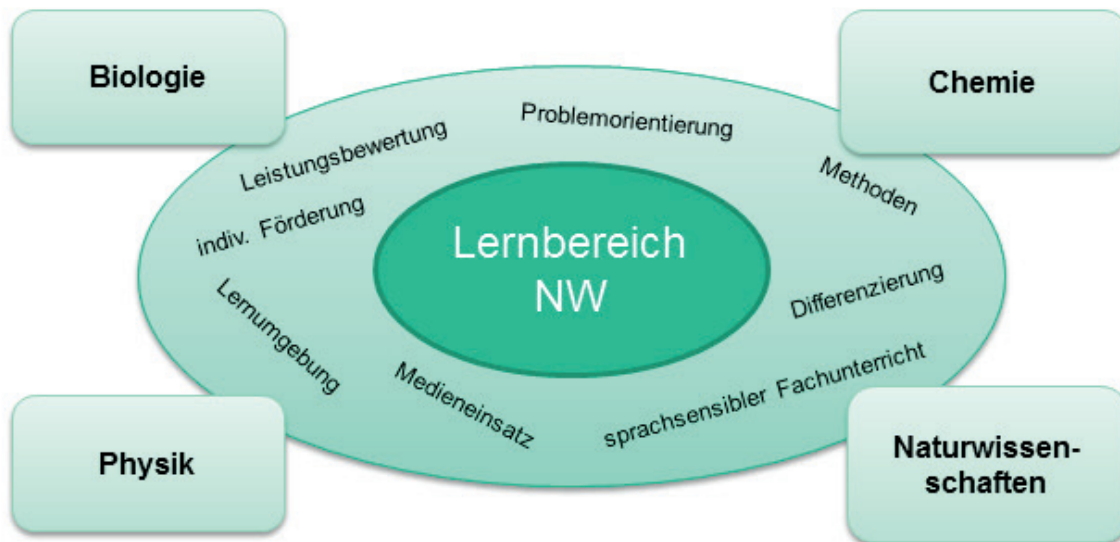 Biologie
Chemie
Problemorientierung
Leistungsbewertung
Methoden
indiv. Förderung
Lernbereich
NW
Differenzierung
Lernumgebung
Medieneinsatz
sprachsensibler Fachunterricht
Physik
Naturwissen-
schaften